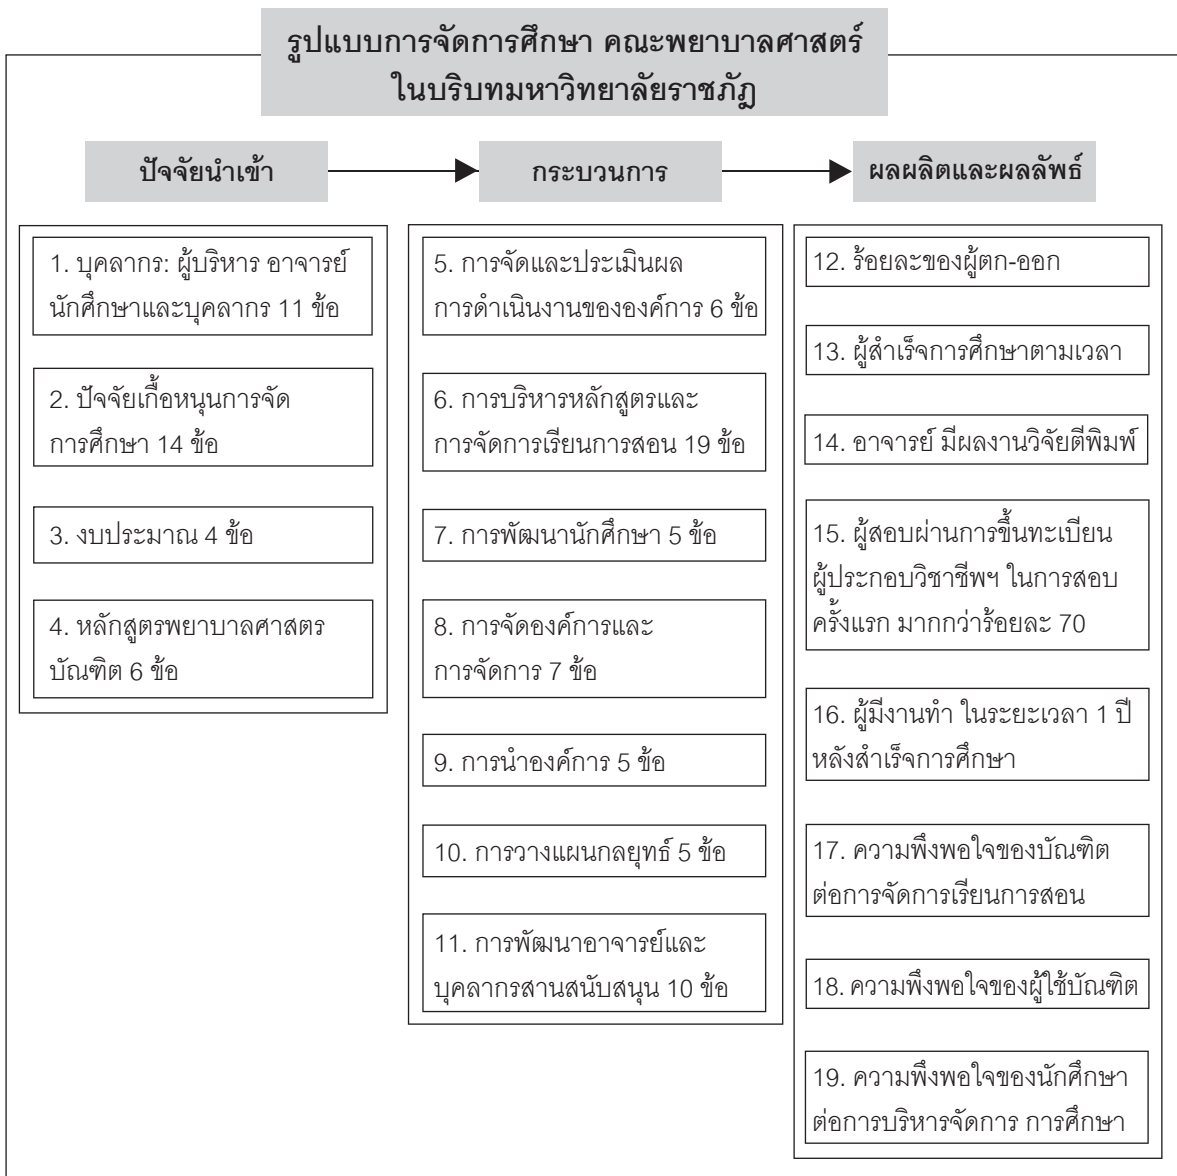 รูปแบบการจัดการศึกษา คณะพยาบาลศาสตร์
ในบริบทมหาวิทยาลัยราชภัฏ
ปัจจัยนำเข้า
กระบวนการ
ผลผลิตและผลลัพธ์
1. บุคลากร: ผู้บริหาร อาจารย์
นักศึกษาและบุคลากร 11 ข้อ
2. ปัจจัยเกื้อหนุนการจัด
การศึกษา 14 ข้อ
3. งบประมาณ 4 ข้อ
4. หลักสูตรพยาบาลศาสตร
บัณฑิต 6 ข้อ
5. การจัดและประเมินผล
การดำเนินงานขององค์การ 6 ข้อ
6. การบริหารหลักสูตรและ
การจัดการเรียนการสอน 19 ข้อ
7. การพัฒนานักศึกษา 5 ข้อ
8. การจัดองค์การและ
การจัดการ 7 ข้อ
9. การนำองค์การ 5 ข้อ
10. การวางแผนกลยุทธ์ 5 ข้อ
11. การพัฒนาอาจารย์และ
บุคลากรสานสนับสนุน 10 ข้อ
12. ร้อยละของผู้ตก-ออก
13. ผู้สำเร็จการศึกษาตามเวลา
14. อาจารย์ มีผลงานวิจัยตีพิมพ์
15. ผู้สอบผ่านการขึ้นทะเบียน
ผู้ประกอบวิชาชีพฯ ในการสอบ
ครั้งแรก มากกว่าร้อยละ 70
16. ผู้มีงานทำ ในระยะเวลา 1 ปี
หลังสำเร็จการศึกษา
17. ความพึงพอใจของบัณฑิต
ต่อการจัดการเรียนการสอน
18. ความพึงพอใจของผู้ใช้บัณฑิต
19. ความพึงพอใจของนักศึกษา
ต่อการบริหารจัดการ การศึกษา